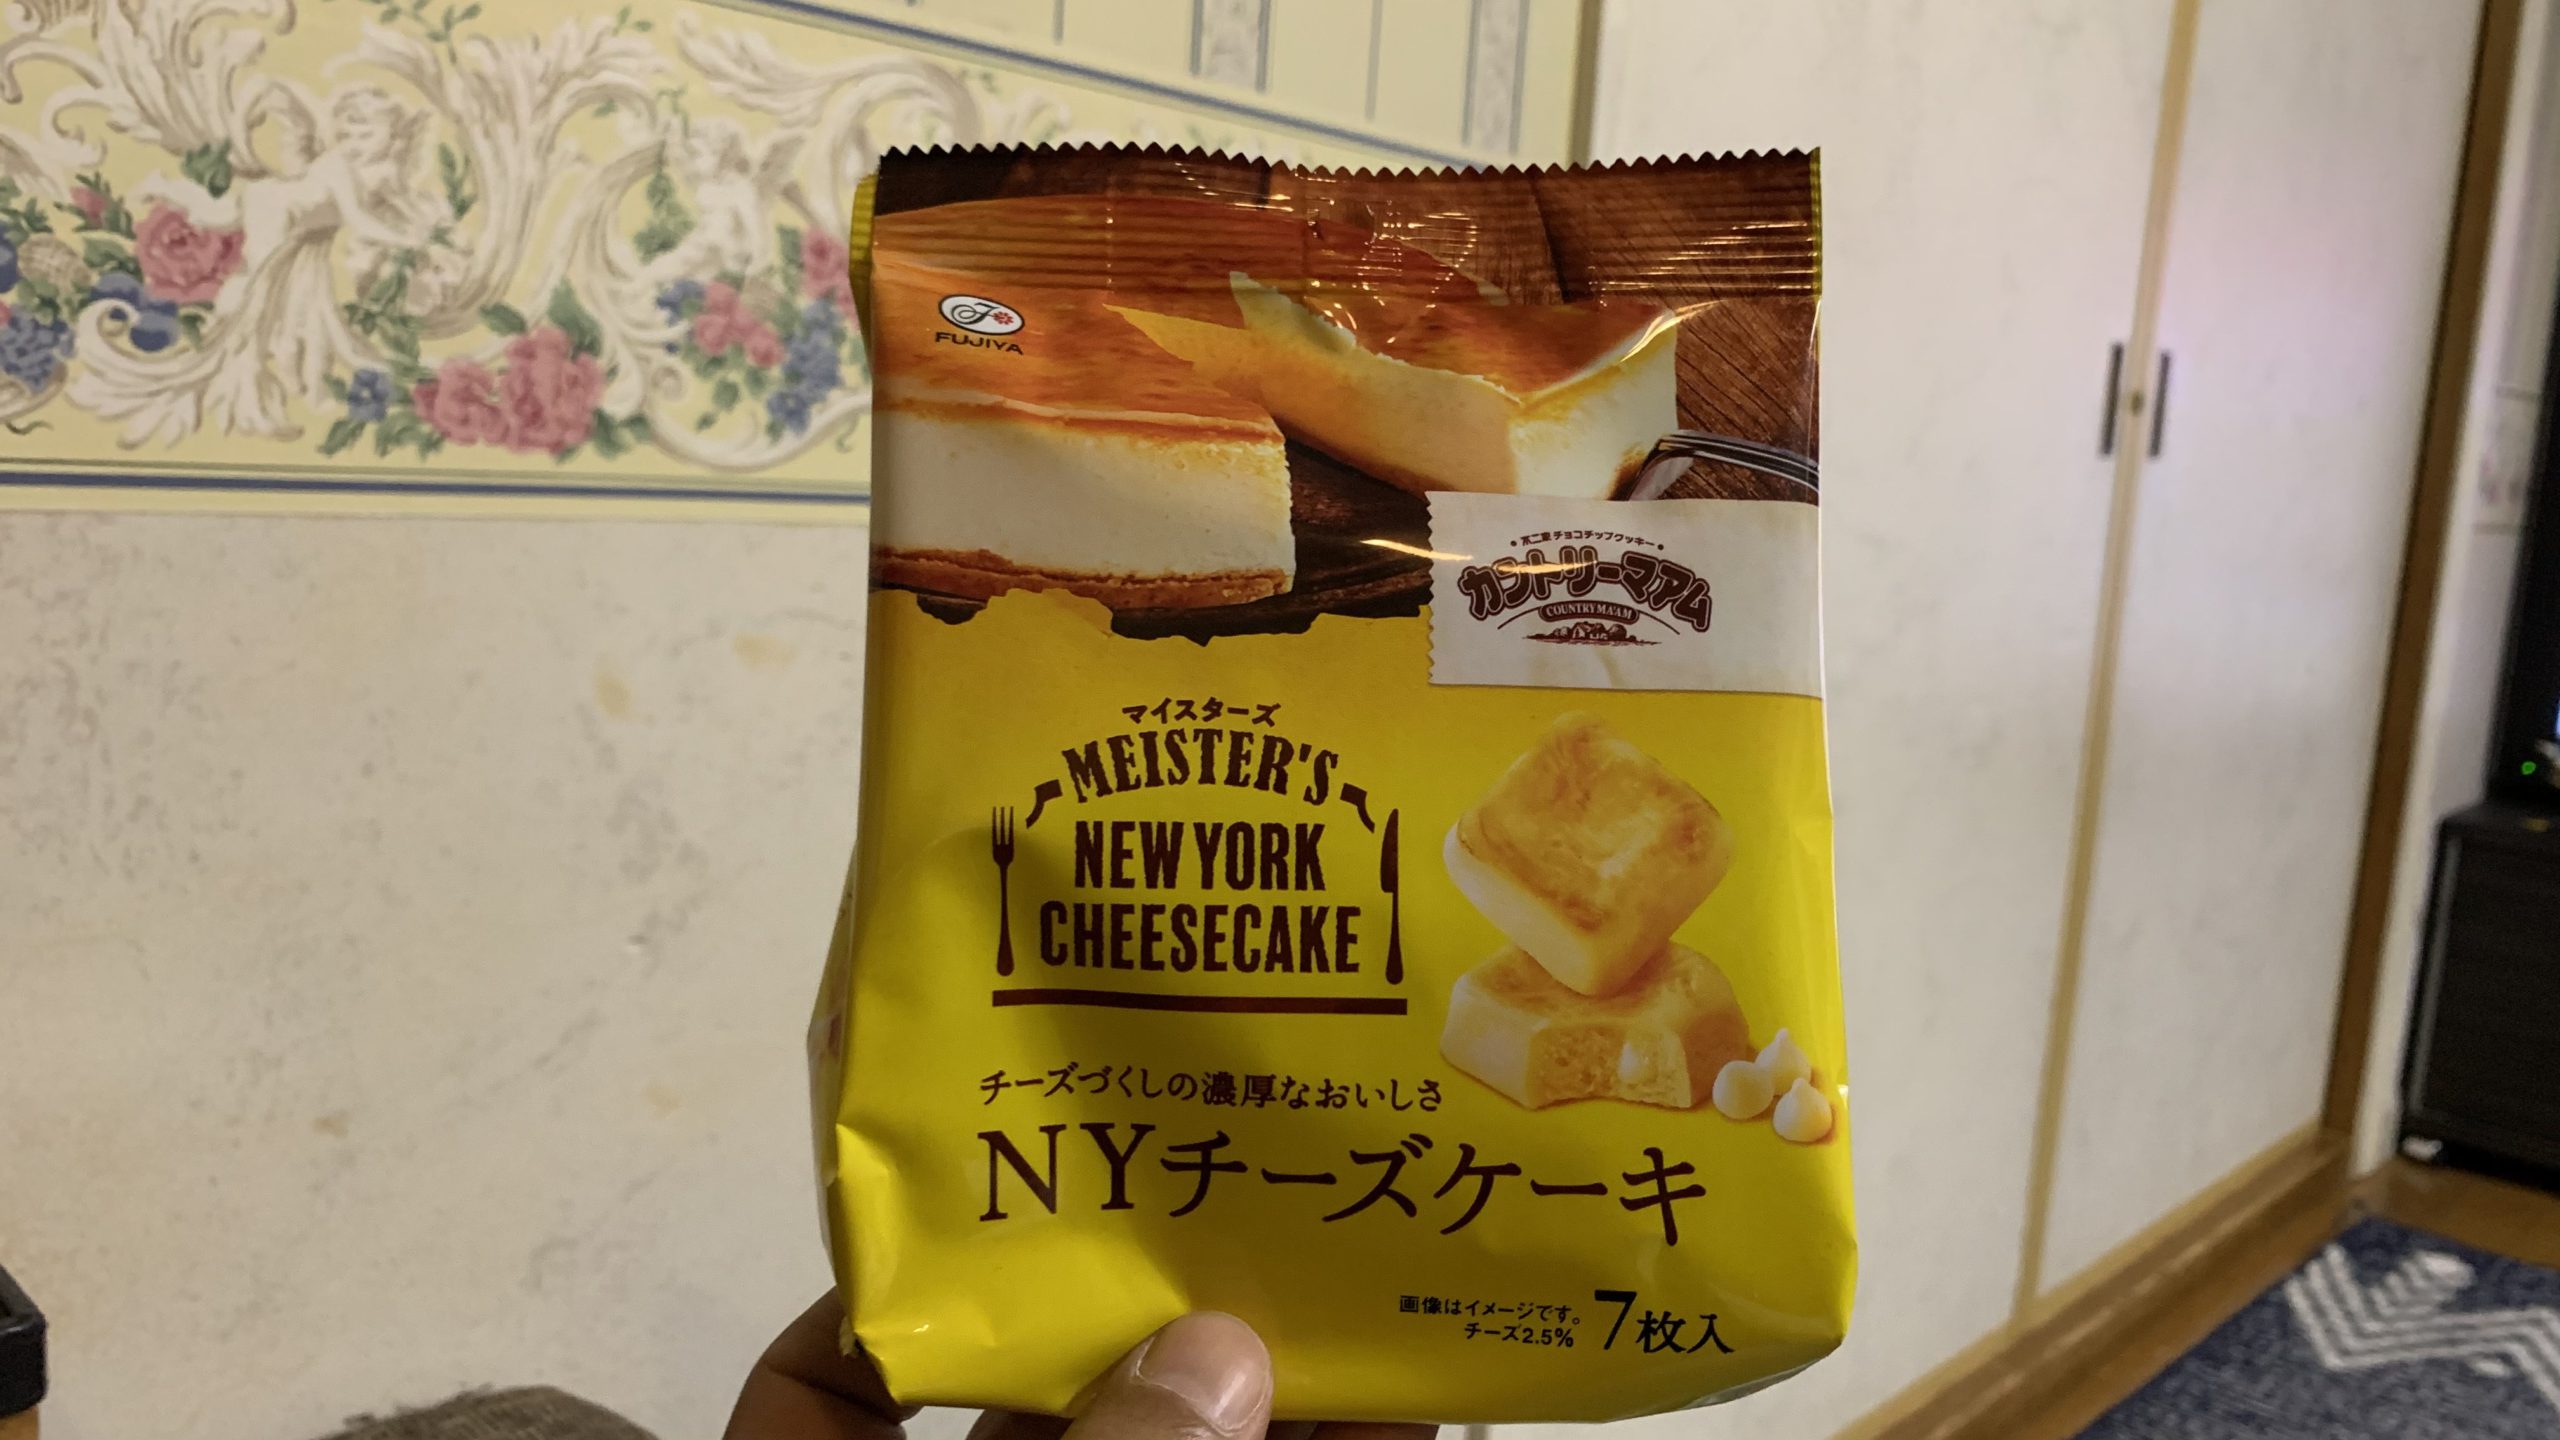 FUJIYA
不二家 チョコチップクッキー
カントリーマアム
COUNTRY MA'AM
マイスターズ
MEISTER'S
NEW YORK
CHEESECAKE
チーズづくしの濃厚なおいしさ
NYチーズケーキ
画像はイメージです。
チーズ2.5%
7枚入